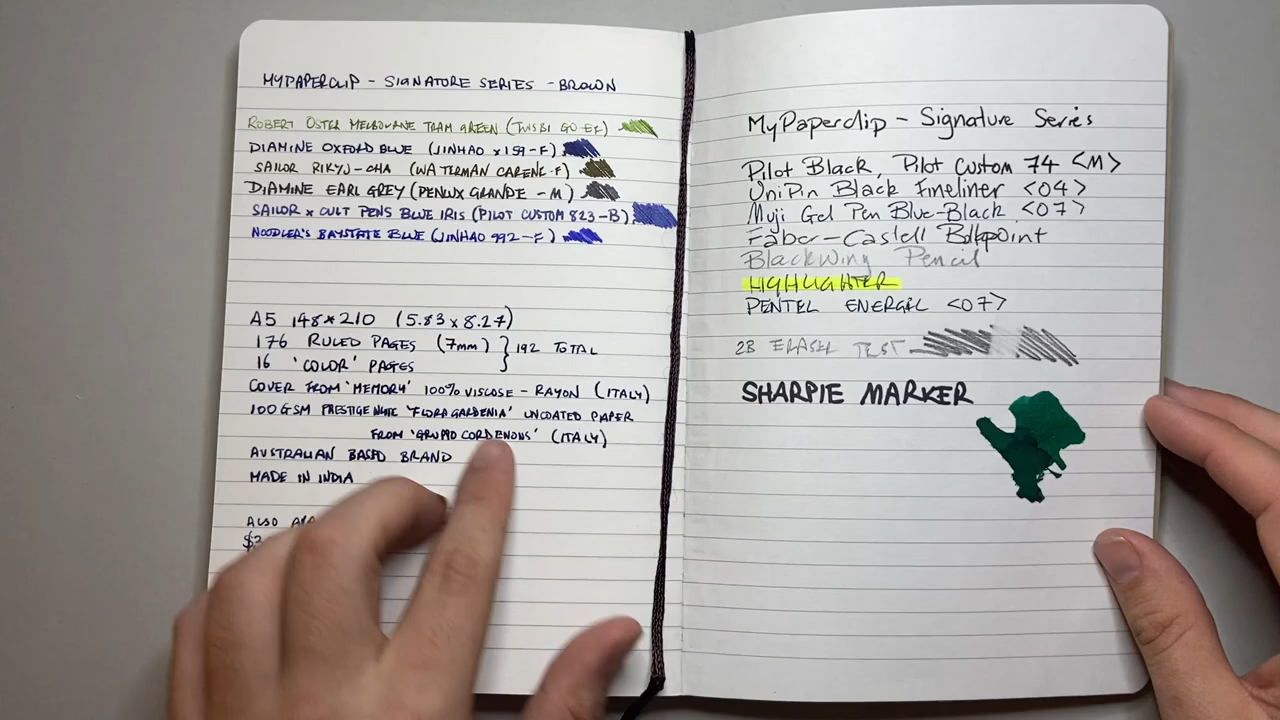 MYPAPERCLIP - SIGNATURE SERIES - BROWN
ROBERT OSTER MELBOURNE TRAM GREEN (TWSBI GO EF)
DIAMINE OXFORD BLUE (JINHAO X159-F)
SAILOR RIKYU-CHA (WATERMAN CARENE-F)
DIAMINE EARL GREY (PENLUX GRANDE - M)
SAILOR x CULT PENS BLUE IRIS (PILOT CUSTOM 823-B)
NOODLER'S BAYSTATE BLUE (JINHAO 992-F)
A5 148*210 (5.83 x 8.27)
176 RULED PAGES (7mm) } 192 TOTAL
16 'COLOR' PAGES
COVER FROM 'MEMORY' 100% VISCOSE - RAYON (ITALY)
100GSM PRESTIGE NOTE 'FLORA GARDENIA' UNCOATED PAPER
FROM 'GRUPPO CORDENONS' (ITALY)
AUSTRALIAN BASED BRAND
MADE IN INDIA
ALSO
MyPaperclip - Signature Series
Pilot Black, Pilot Custom 74 <M>
UniPin Black Fineliner <04>
Muji Gel Pen Blue-Black <07>
Faber-Castell Ballpoint
Blackwing Pencil
HIGHLIGHTER
PENTEL ENERGEL <07>
2B ERASER TEST
SHARPIE MARKER